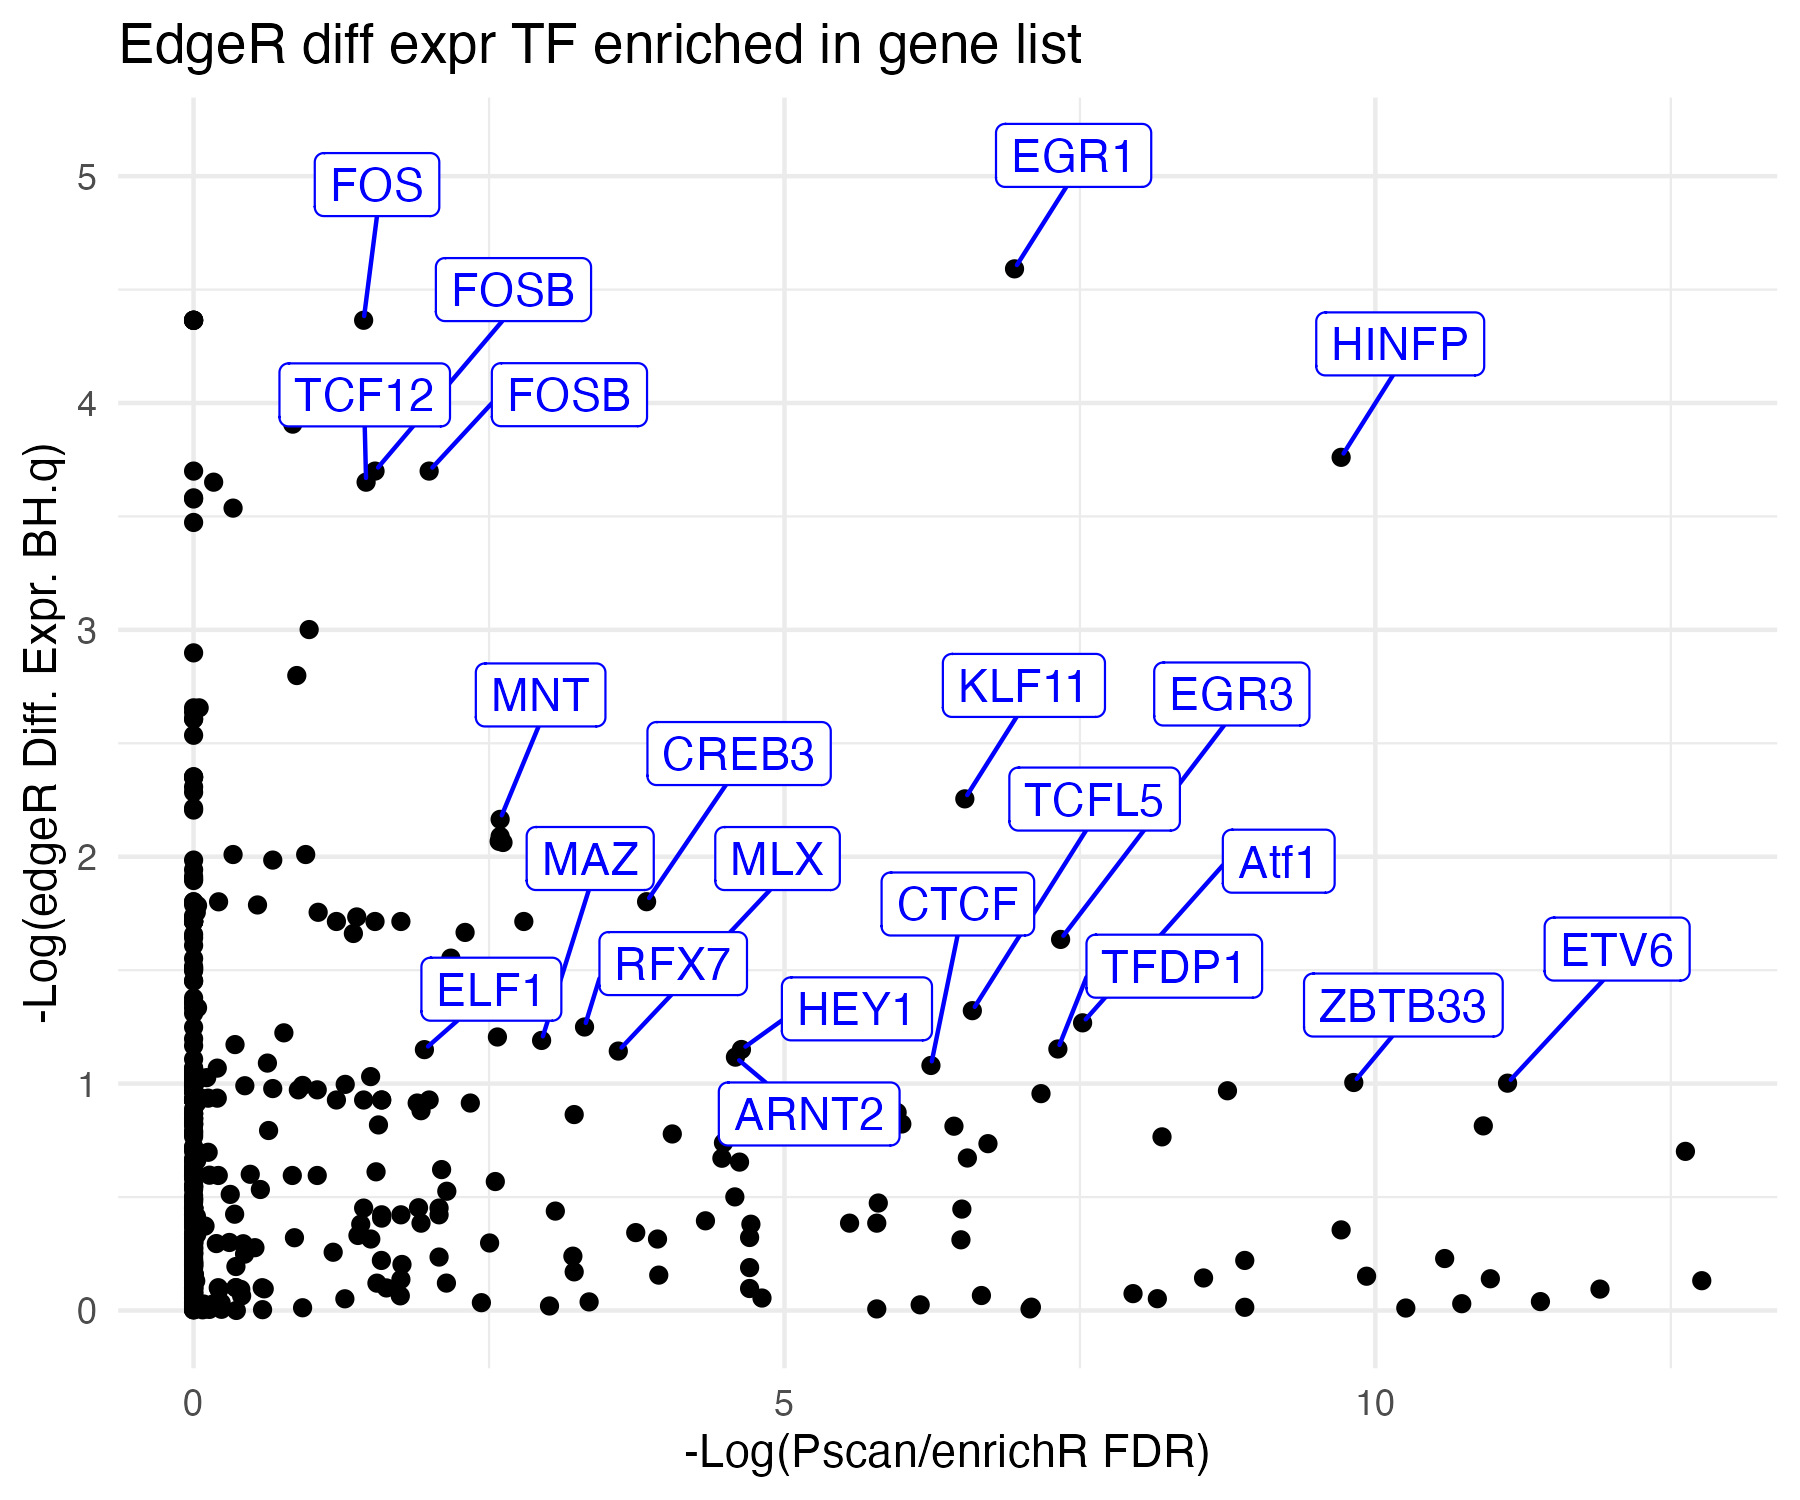 EdgeR diff expr TF enriched in gene list
EGR1
FOS
FOSB
HINFP
TCF12
FOSB
MNT
KLF11
EGR3
CREB3
TCFL5
MAZ
MLX
Atf1
CTCF
ETV6
RFX7
TFDP1
ELF1
HEY1
ZBTB33
ARNT2
5
4
3
2
1
0
0
5
10
-Log(edgeR Diff. Expr. BH.q)
-Log(Pscan/enrichR FDR)